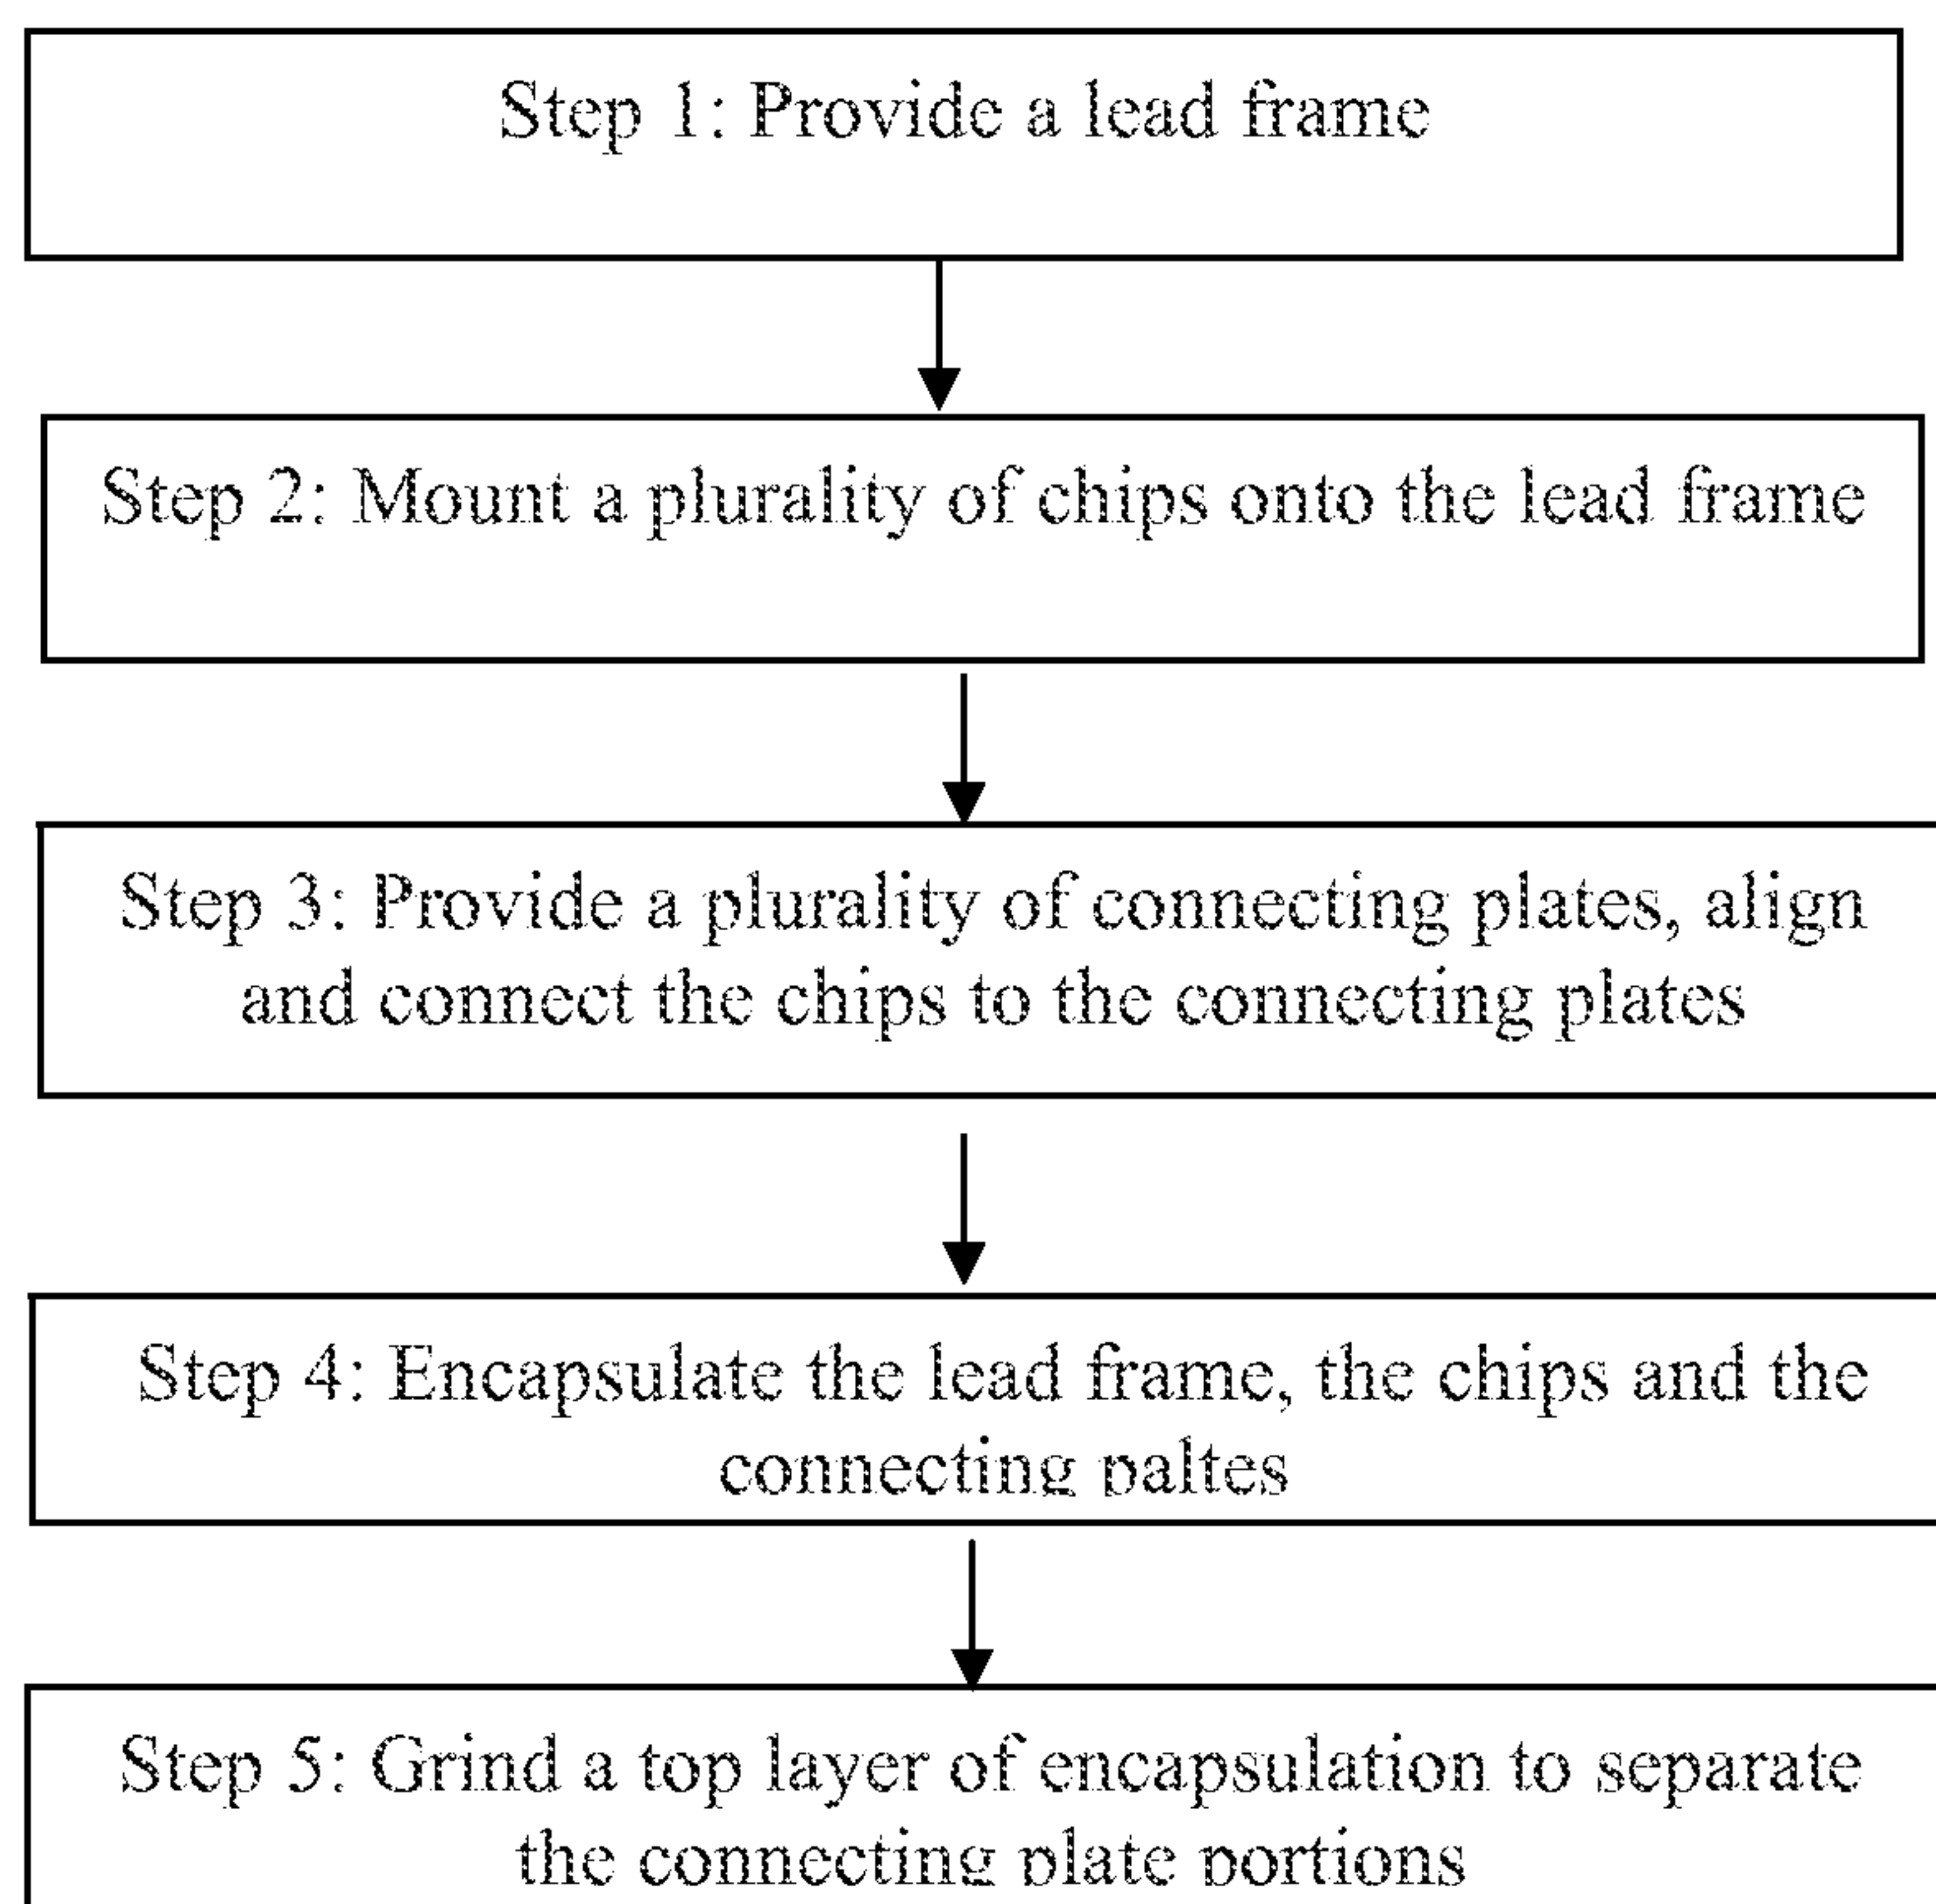 Step 1: Provide a lead frame
Step 2: Mount a plurality of chips onto the lead frame
Step 3: Provide a plurality of connecting plates, align
and connect the chips to the connecting plates
Step 4: Encapsulate the lead frame, the chips and the
connecting paltes
Step 5: Grind a top layer of encapsulation to separate
the connecting plate portions